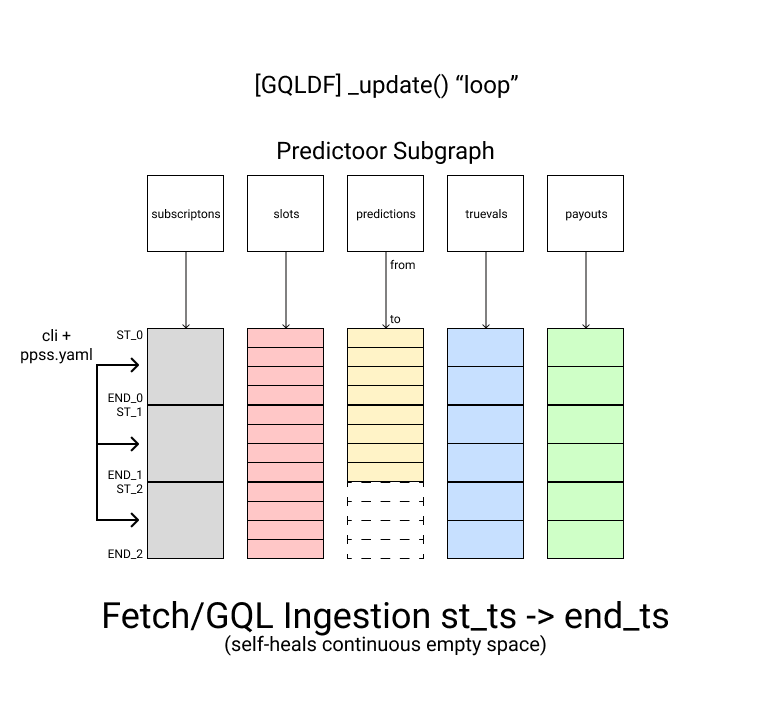 [GQLDF] _update() “loop”
Predictoor Subgraph
subscriptons
slots
predictions
truevals
payouts
from
to
cli +
ppss.yaml
ST_0
END_0
ST_1
END_1
ST_2
END_2
Fetch/GQL Ingestion st_ts -> end_ts
(self-heals continuous empty space)